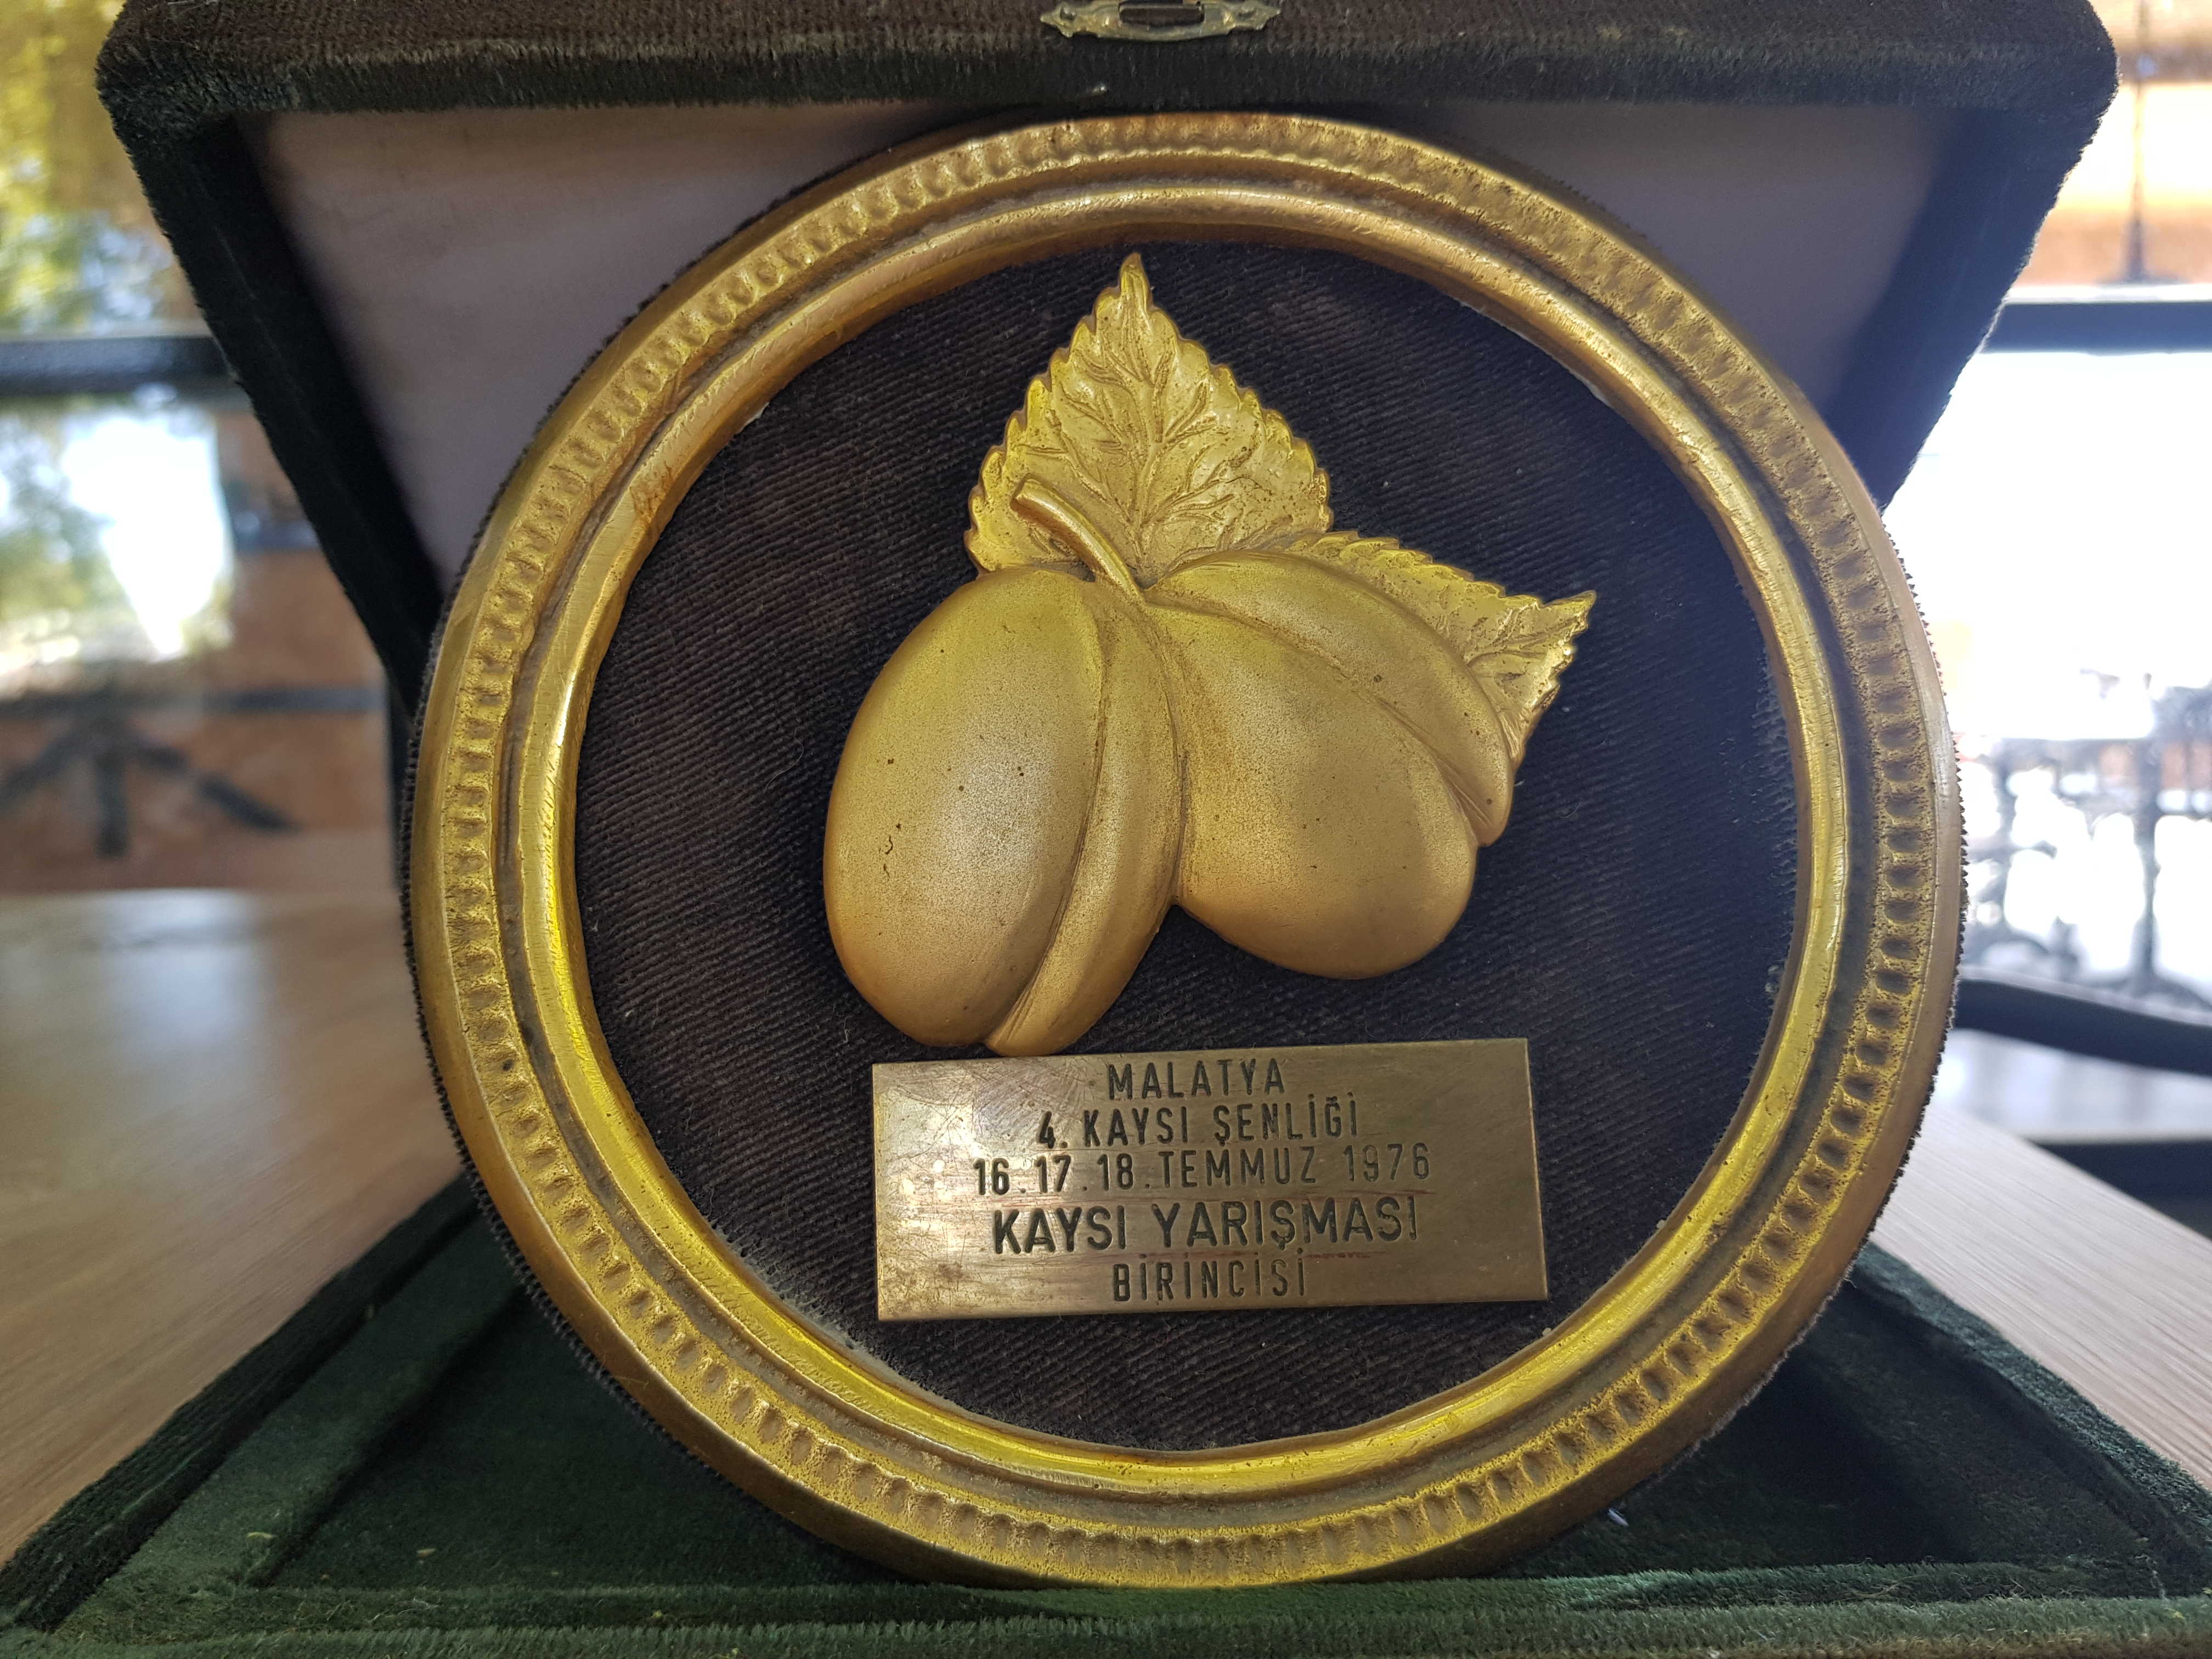 MALATYA
4. KAYSI ŞENLİĞİ
16.17.18.TEMMUZ 1976
KAYSI YARIŞMASI
BİRİNCİSİ